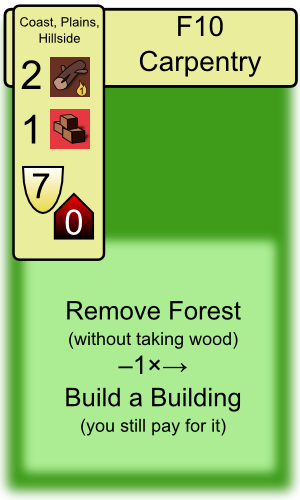 Coast, Plains,
Hillside
F10
Carpentry
2
1
1
7
0
Remove Forest
(without taking wood)
–1×→
Build a Building
(you still pay for it)